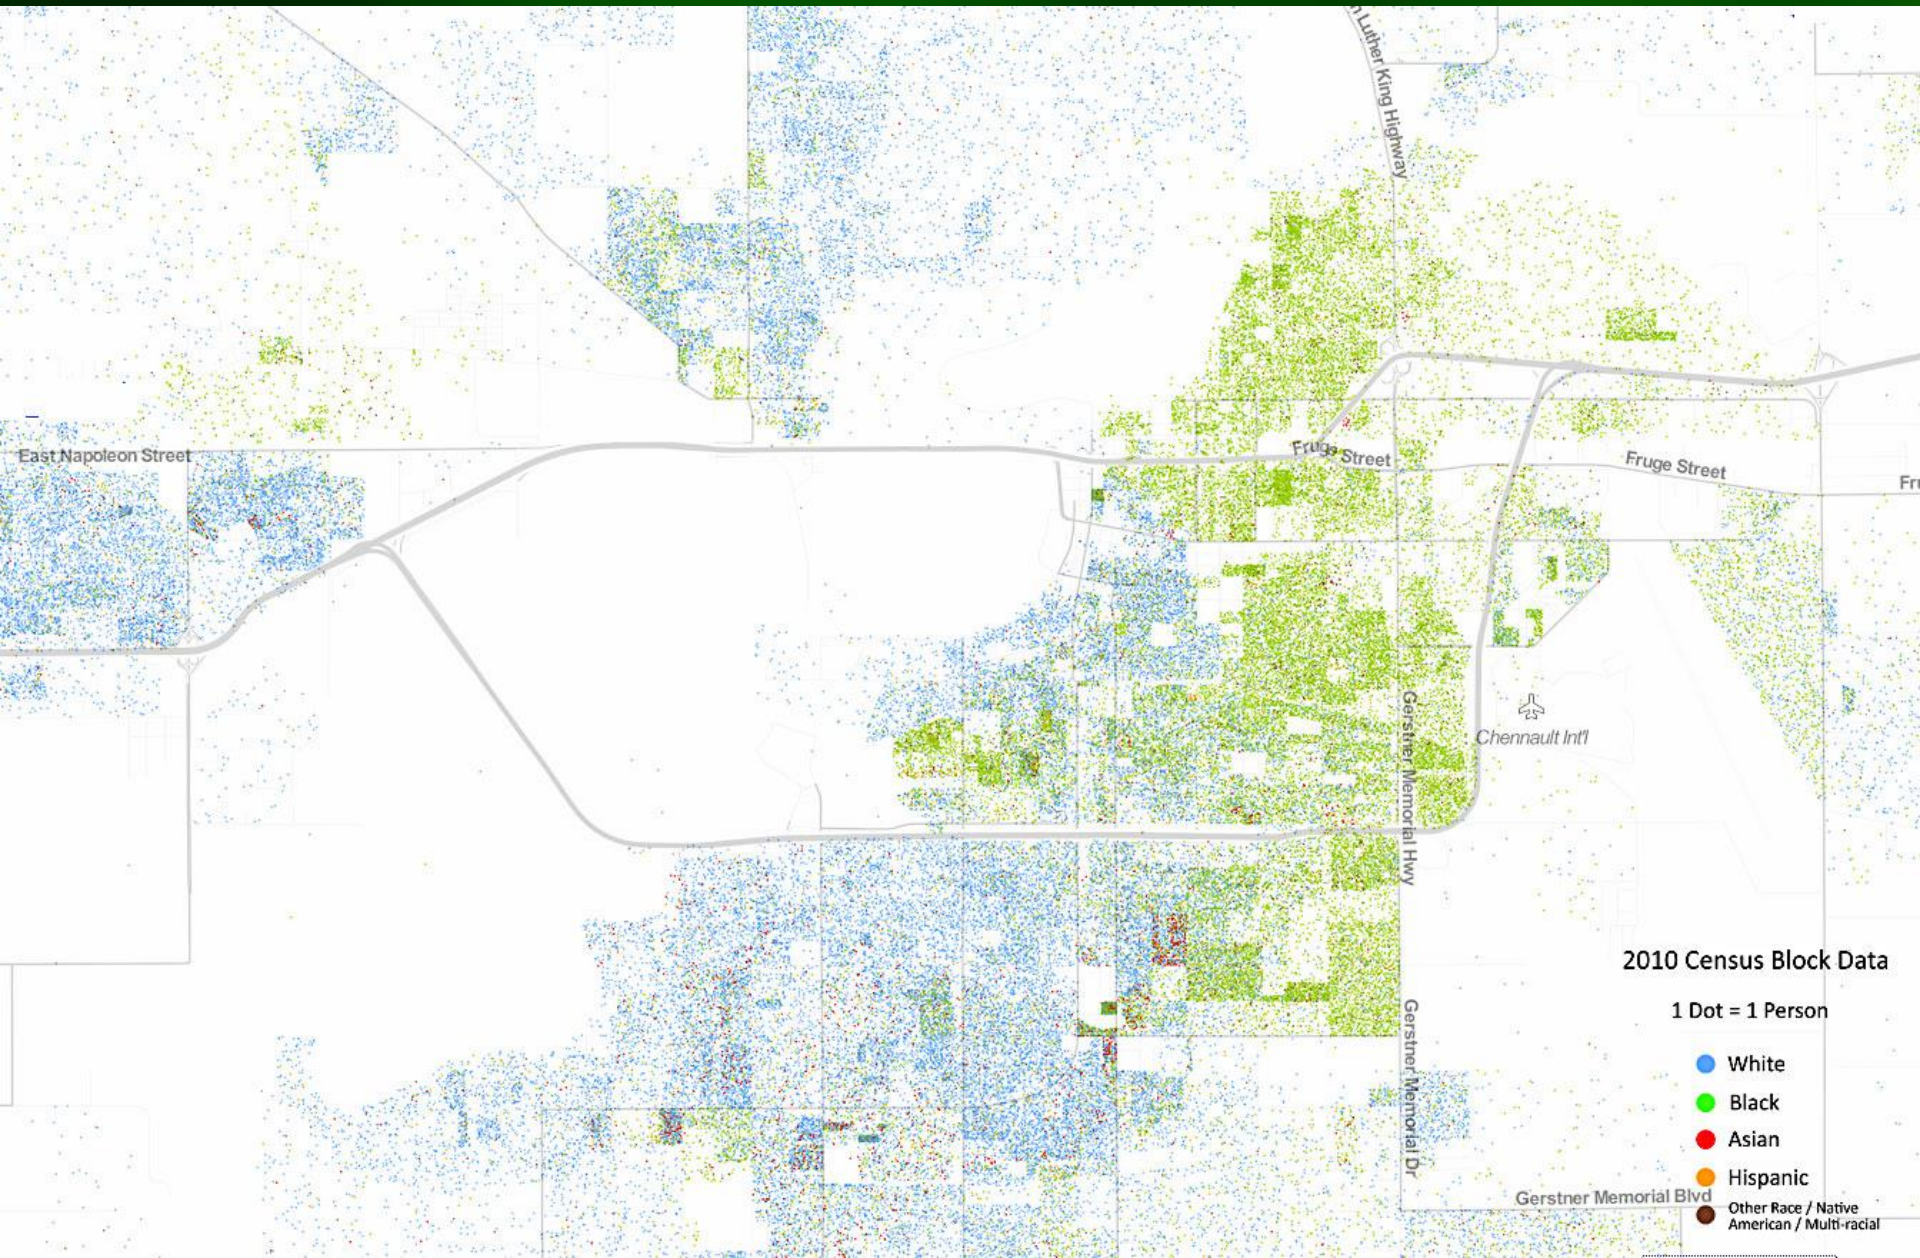 Luther King Highway
East Napoleon Street
Fruge Street
Fruge Street
Gerstner Memorial Hwy
Chennault Int'l
2010 Census Block Data
1 Dot = 1 Person
Gerstner Memorial Dr
White
Black
Asian
Hispanic
Gerstner Memorial Blvd
Other Race / Native
American / Multi-racial